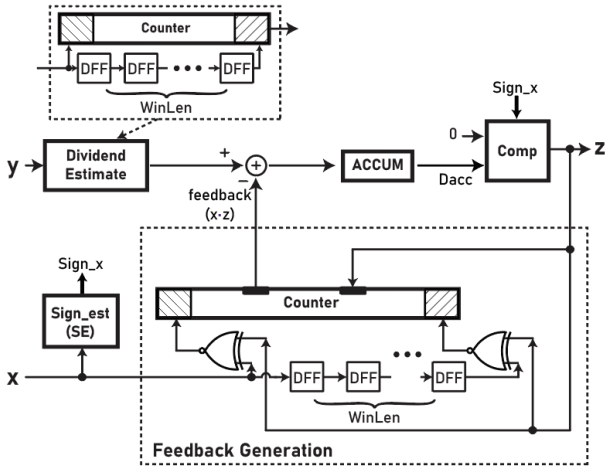 Counter
DFF DFF ••• DFF
WinLen
Sign_x
y
Dividend
Estimate
+
+
−
feedback
(x·z)
ACCUM
Dacc
0
Comp
z
Sign_x
Sign_est
(SE)
x
Counter
DFF DFF ••• DFF
WinLen
Feedback Generation